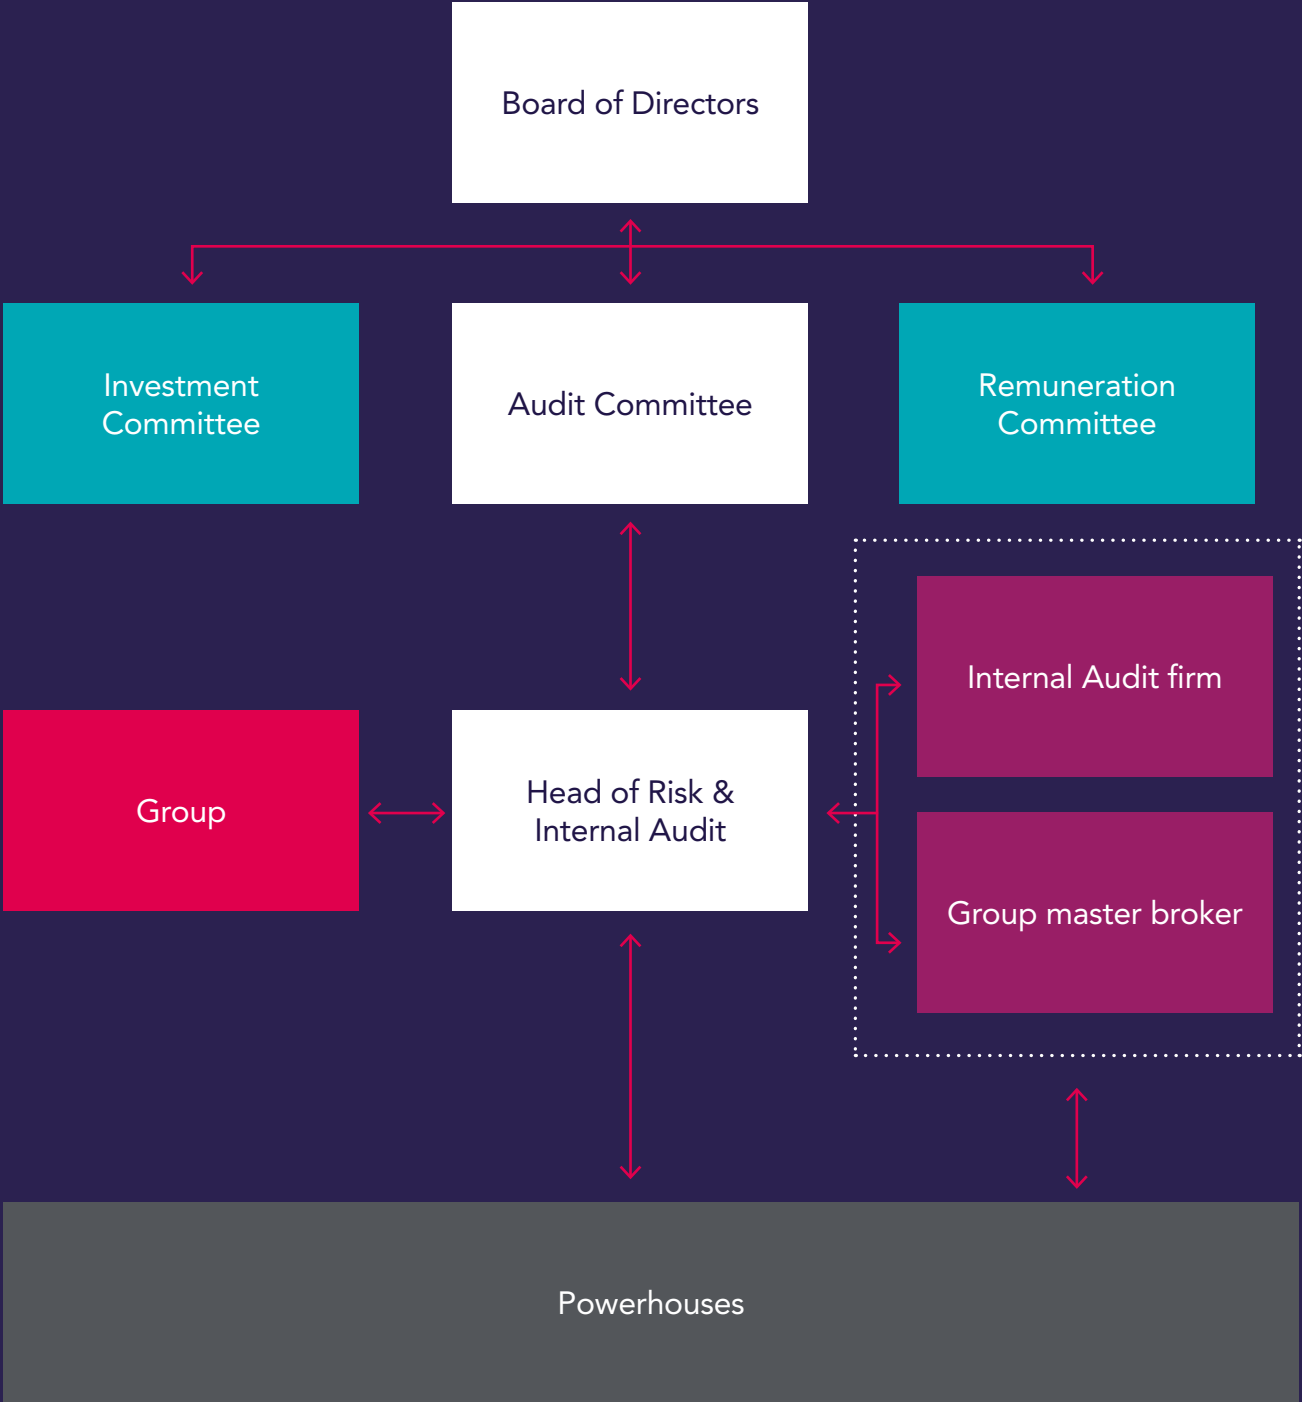 Board of Directors
Investment
Committee
Audit Committee
Remuneration
Committee
Internal Audit firm
Group
Head of Risk &
Internal Audit
Group master broker
Powerhouses